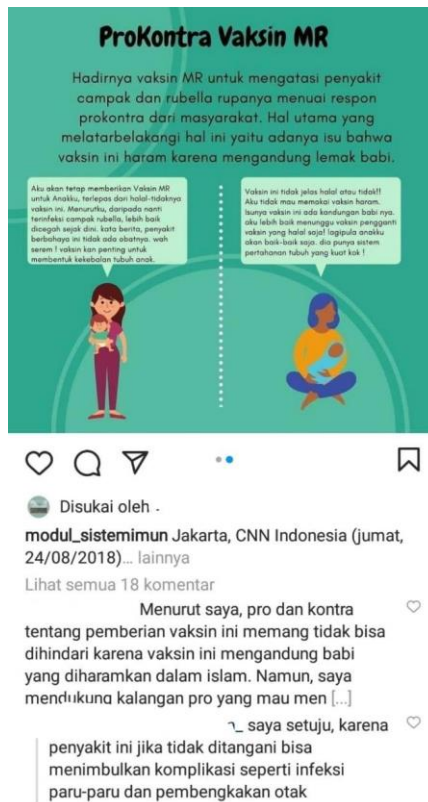 ProKontra Vaksin MR
Hadirnya vaksin MR untuk mengatasi penyakit
campak dan rubella rupanya menuai respon
prokontra dari masyarakat. Hal utama yang
melatarbelakangi hal ini yaitu adanya isu bahwa
vaksin ini haram karena mengandung lemak babi.
Aku akan tetap memberikan Vaksin MR
untuk Anakku, terlepas dari halal-tidaknya
vaksin ini. Menurutku, daripada nanti
terinfeksi campak rubella, lebih baik
dicegah sejak dini. kata berita, penyakit
berbahaya ini tidak ada obatnya. wah
serem ! vaksin kan penting untuk
membentuk kekebalan tubuh anak.
Vaksin ini tidak jelas halal atau tidak!!
Aku tidak mau memakai vaksin haram.
Isunya vaksin ini ada kandungan babi nya.
aku lebih baik menunggu vaksin pengganti
vaksin yang halal saja! lagipula anakku
akan baik-baik saja. dia punya sistem
pertahanan tubuh yang kuat kok !
Disukai oleh .
modul_sistemimun Jakarta, CNN Indonesia (jumat,
24/08/2018)... lainnya
Lihat semua 18 komentar
Menurut saya, pro dan kontra
tentang pemberian vaksin ini memang tidak bisa
dihindari karena vaksin ini mengandung babi
yang diharamkan dalam islam. Namun, saya
mendukung kalangan pro yang mau men [...]
saya setuju, karena
penyakit ini jika tidak ditangani bisa
menimbulkan komplikasi seperti infeksi
paru-paru dan pembengkakan otak